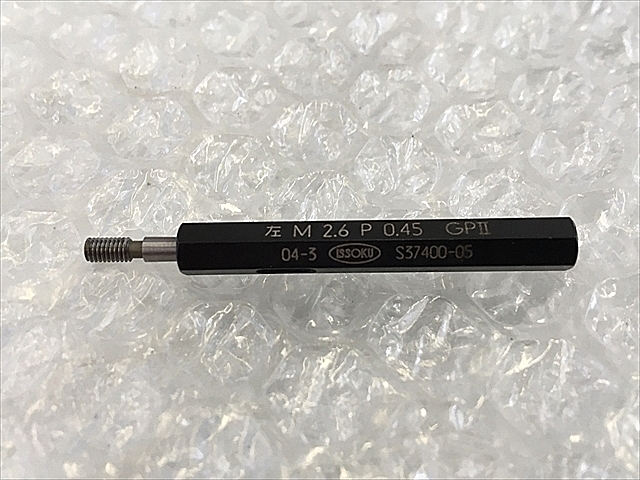 左 M 2.6 P 0.45 GPII
04-3 ISSOKU S37400-05